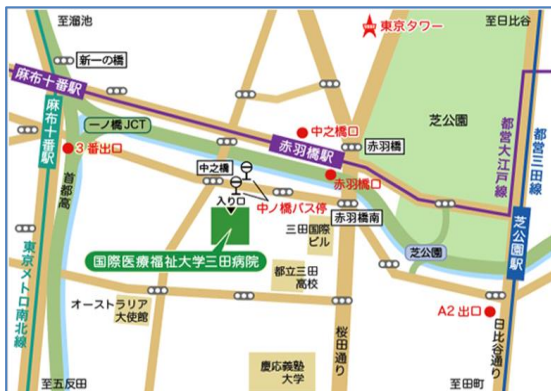 至溜池
東京タワー
至日比谷
新一の橋
麻布十番駅
麻布十番駅
一ノ橋JCT
3番出口
中之橋口
赤羽橋駅
赤羽橋
芝公園
都営大江戸線
都営三田線
首都高
中之橋
入り口
中ノ橋バス停
赤羽橋口
赤羽橋南
三田国際
ビル
芝公園
芝公園駅
国際医療福祉大学三田病院
都立三田
高校
東京メトロ南北線
オーストラリア
大使館
桜田通り
A2出口
日比谷通り
慶応義塾
大学
至五反田
至田町